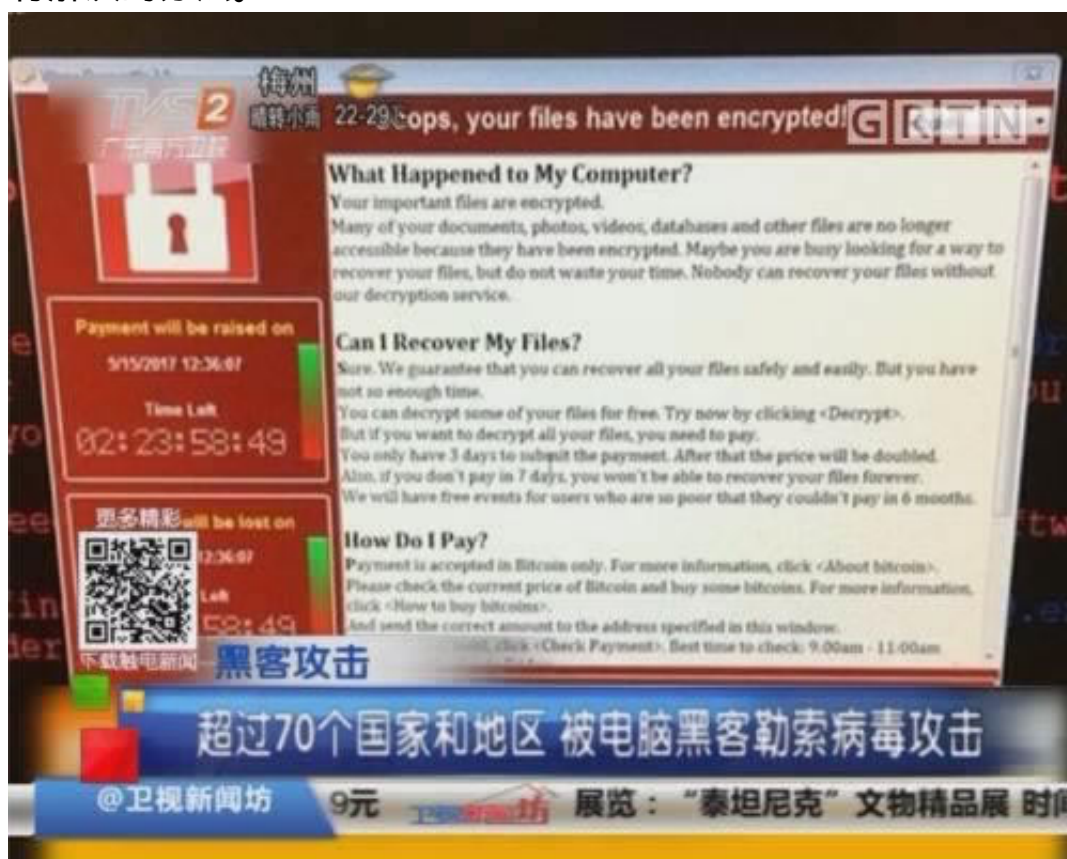 梅州
TVS2 晴转小雨 22-29
广东南方卫视
ops, your files have been encrypted!
GRTN
What Happened to My Computer?
Your important files are encrypted.
Many of your documents, photos, videos, databases and other files are no longer
accessible because they have been encrypted. Maybe you are busy looking for a way to
recover your files, but do not waste your time. Nobody can recover your files without
our decryption service.
Payment will be raised on
5/15/2017 12:36:07
Time Left
02:23:58:49
Can I Recover My Files?
Sure. We guarantee that you can recover all your files safely and easily. But you have
not so enough time.
You can decrypt some of your files for free. Try now by clicking <Decrypt>.
But if you want to decrypt all your files, you need to pay.
You only have 3 days to submit the payment. After that the price will be doubled.
Also, if you don't pay in 7 days, you won't be able to recover your files forever.
We will have free events for users who are so poor that they couldn't pay in 6 months.
更多精彩
will be lost on
12:36:07
Left
58:49
下载触电新闻
How Do I Pay?
Payment is accepted in Bitcoin only. For more information, click <About bitcoin>.
Please check the current price of Bitcoin and buy some bitcoins. For more information,
click <How to buy bitcoins>.
And send the correct amount to the address specified in this window.
click <Check Payment>. Best time to check: 9:00am - 11:00am
黑客攻击
超过70个国家和地区 被电脑黑客勒索病毒攻击
@卫视新闻坊
9元 卫视新闻坊 展览：“泰坦尼克”文物精品展 时间